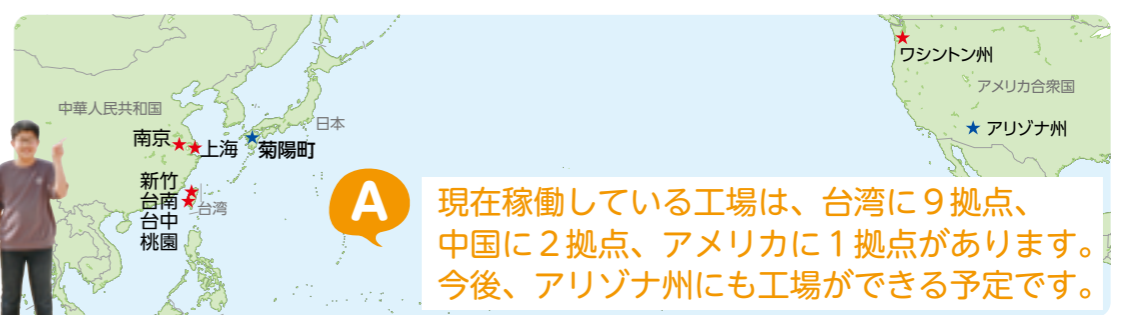 ワシントン州
アメリカ合衆国
アリゾナ州
中華人民共和国
日本
南京
上海
菊陽町
新竹
台南
台中
桃園
台湾
A
現在稼働している工場は、台湾に９拠点、
中国に２拠点、アメリカに１拠点があります。
今後、アリゾナ州にも工場ができる予定です。